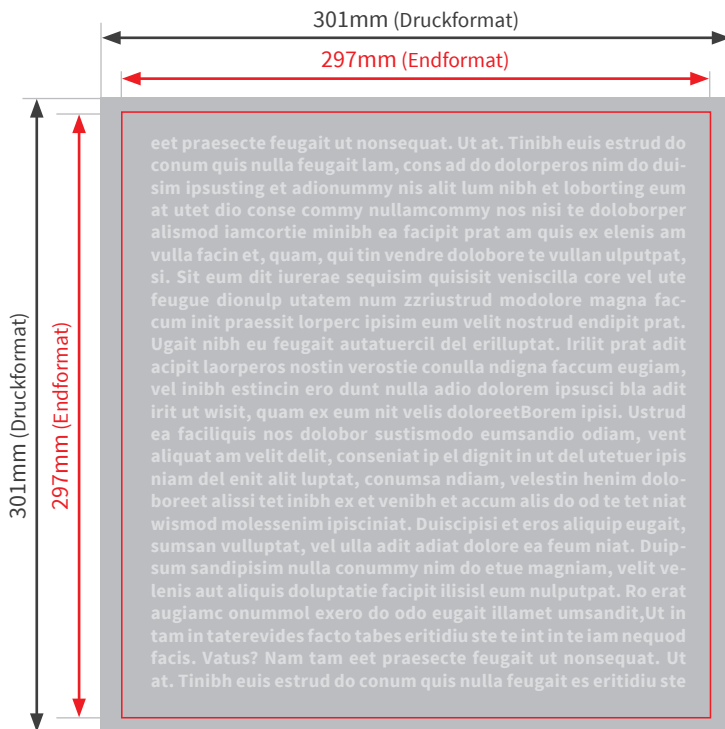 301mm (Druckformat)
297mm (Endformat)
301mm (Druckformat)
297mm (Endformat)
eet praesecte feugait ut nonsequat. Ut at. Tinibh euis estrud do
conum quis nulla feugait lam, cons ad do dolorperos nim do dui-
sim ipsusting et adionummy nis alit lum nibh et loborting eum
at utet dio conse commy nullamcommy nos nisi te doloborper
alismod iamcortie minibh ea facipit prat am quis ex elenis am
vulla facin et, quam, qui tin vendre dolobore te vullan ulputpat,
si. Sit eum dit iurerae sequisim quisisit veniscilla core vel ute
feugue dionulp utatem num zzriustrud modolore magna fac-
cum init praessit lorperc ipisim eum velit nostrud endipit prat.
Ugait nibh eu feugait autatuercil del erilluptat. Irilit prat adit
acipit laorperos nostin verostie conulla ndigna faccum eugiam,
vel inibh estincin ero dunt nulla adio dolorem ipsusci bla adit
irit ut wisit, quam ex eum nit velis doloreetBorem ipisi. Ustrud
ea faciliquis nos dolobor sustismodo emsandio odiam, vent
aliquat am velit delit, conseniat ip el dignit in ut del utetuer ipis
niam del enit alit luptat, conumsa ndiam, velestin henim dolo-
boreet alissi tet inibh ex et venibh et accum alis do od te tet niat
wismod molessenim ipisciniat. Duiscipisi et eros aliquip eugait,
sumsan vulluptat, vel ulla adit adiat dolore ea feum niat. Duip-
sum sandipisim nulla conummy nim do etue magniam, velit ve-
lenis aut aliquis doluptatie facipit ilisisl eum nulputpat. Ro erat
augiamc onummol exero do odo eugait illamet umsandit,Ut in
tam in taterevides facto tabes eritidiu ste te int in te iam nequod
facis. Vatus? Nam tam eet praesecte feugait ut nonsequat. Ut
at. Tinibh euis estrud do conum quis nulla feugait es eritidiu ste